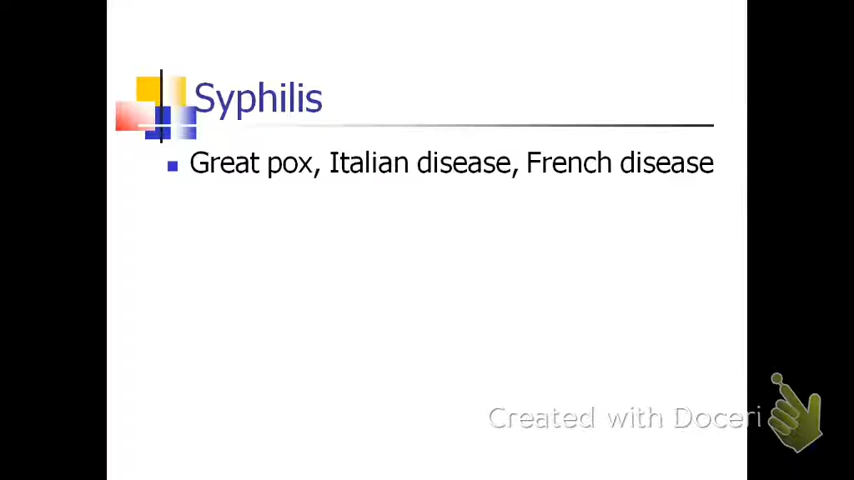 Syphilis
Great pox, Italian disease, French disease
Created with Doceri